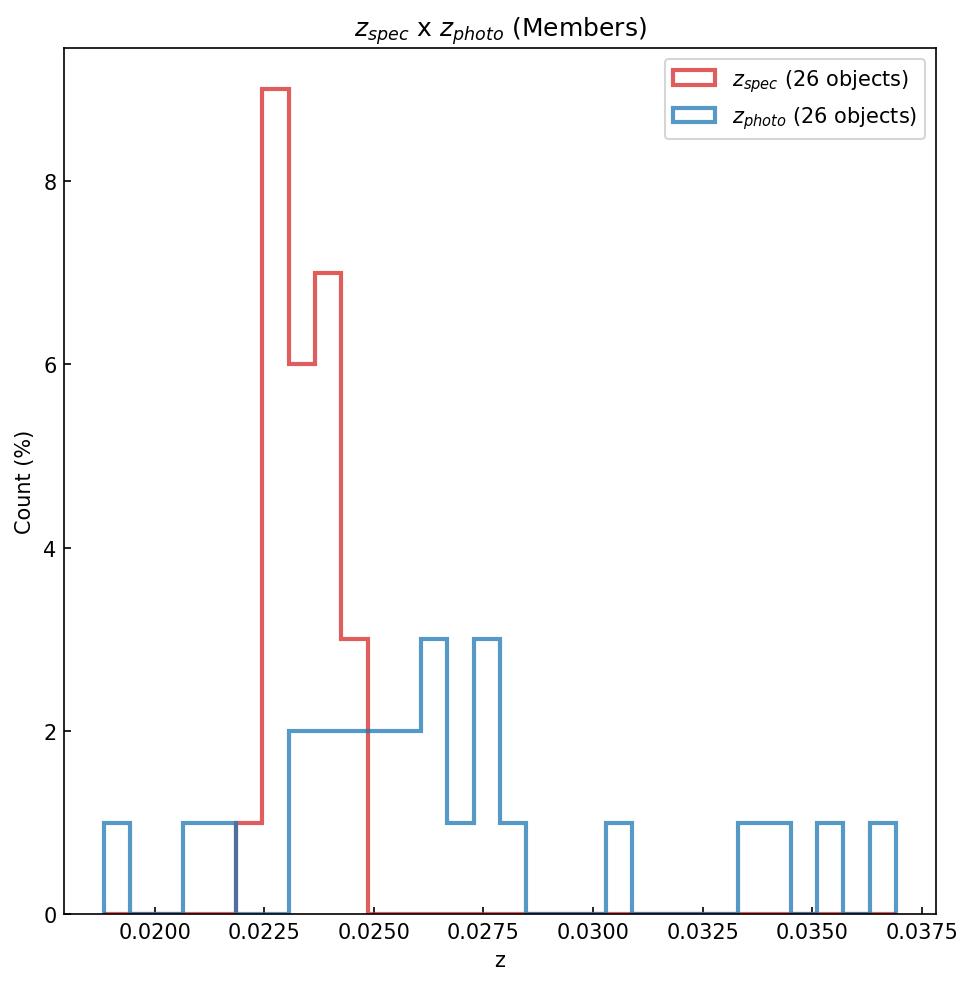 z_spec x z_photo (Members)
z_spec (26 objects)
z_photo (26 objects)
Count (%)
8
6
4
2
0
0.0200 0.0225 0.0250 0.0275 0.0300 0.0325 0.0350 0.0375
z